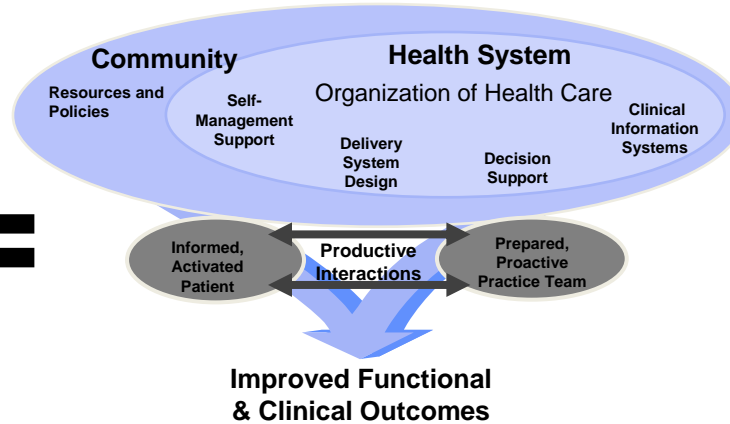 Community
Resources and
Policies
Health System
Organization of Health Care
Self-
Management
Support
Delivery
System
Design
Decision
Support
Clinical
Information
Systems
Informed,
Activated
Patient
Productive
Interactions
Prepared,
Proactive
Practice Team
Improved Functional
& Clinical Outcomes